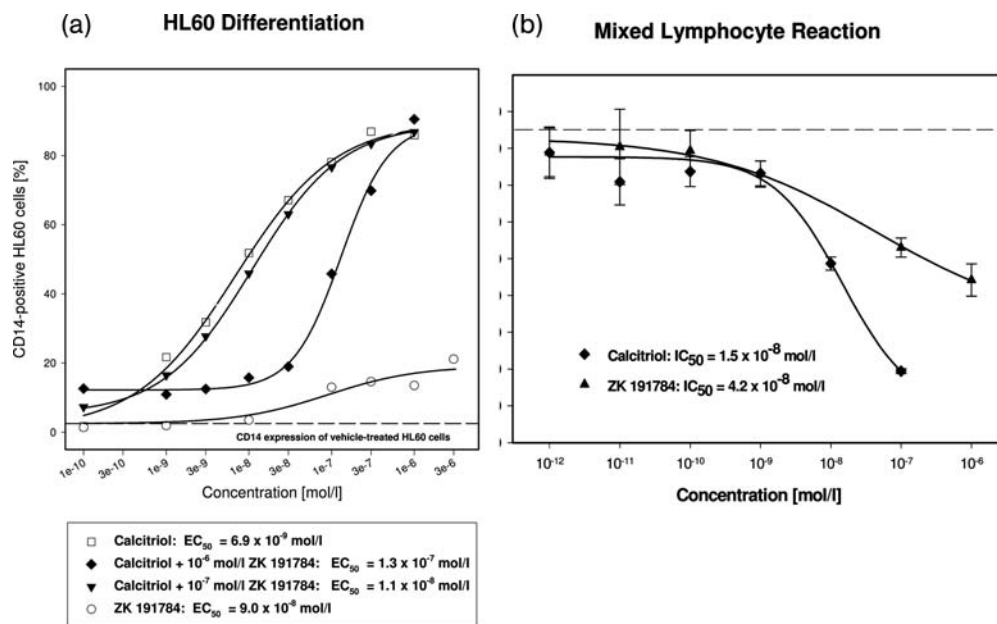 (a)
HL60 Differentiation
100
80
60
40
20
0
CD14-positive HL60 cells [%]
CD14 expression of vehicle-treated HL60 cells
1e-10
3e-10
1e-9
3e-9
1e-8
3e-8
1e-7
3e-7
1e-6
3e-6
Concentration [mol/l]
Calcitriol: EC50 = 6.9 x 10-9 mol/l
Calcitriol + 10-6 mol/l ZK 191784: EC50 = 1.3 x 10-7 mol/l
Calcitriol + 10-7 mol/l ZK 191784: EC50 = 1.1 x 10-8 mol/l
ZK 191784: EC50 = 9.0 x 10-8 mol/l
(b)
Mixed Lymphocyte Reaction
Calcitriol: IC50 = 1.5 x 10-8 mol/l
ZK 191784: IC50 = 4.2 x 10-8 mol/l
10-12
10-11
10-10
10-9
10-8
10-7
10-6
Concentration [mol/l]